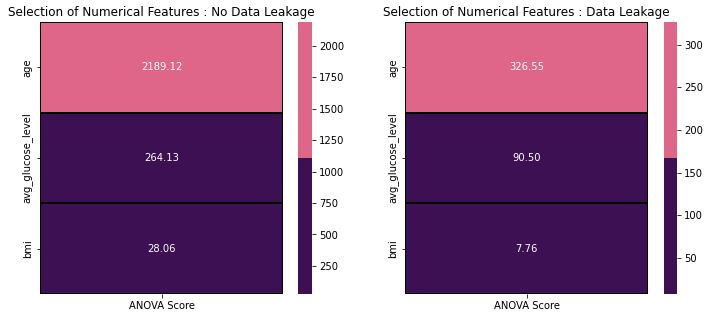 Selection of Numerical Features : No Data Leakage
age
avg_glucose_level
bmi
2189.12
264.13
28.06
ANOVA Score
2000
1750
1500
1250
1000
750
500
250
Selection of Numerical Features : Data Leakage
age
avg_glucose_level
bmi
326.55
90.50
7.76
ANOVA Score
300
250
200
150
100
50